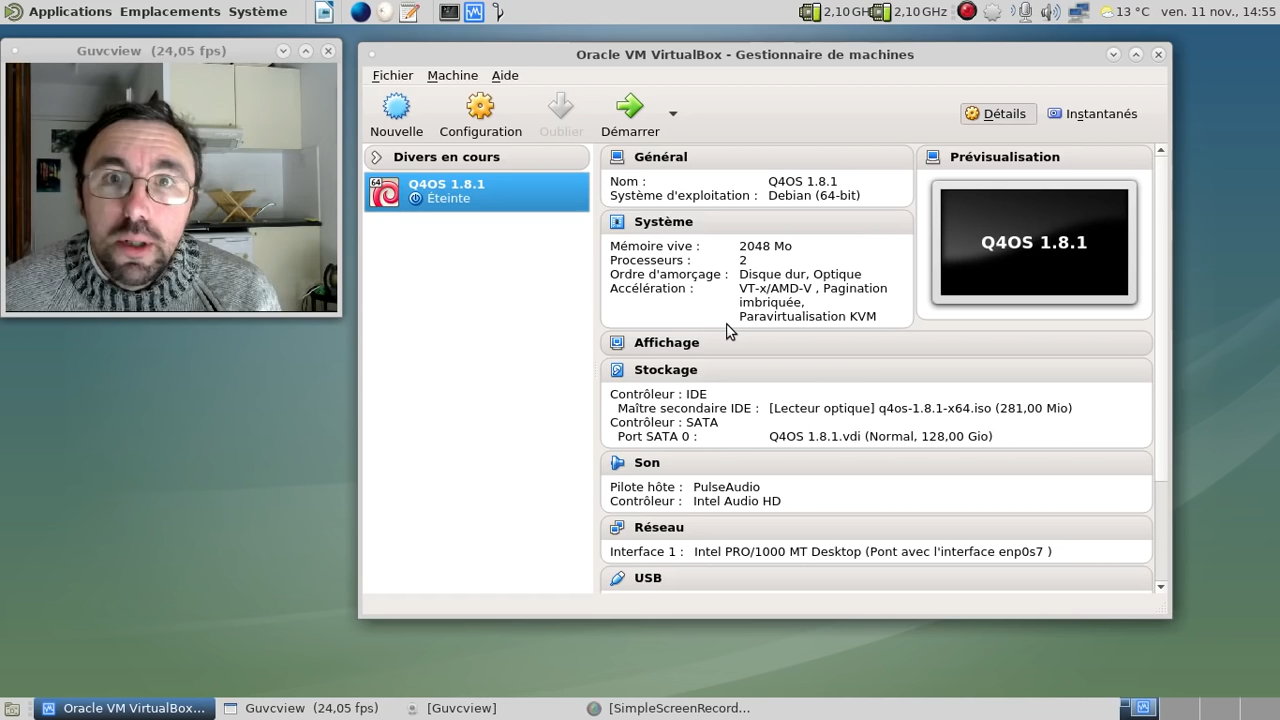 Applications Emplacements Système
2,10 GHz
2,10 GHz
13 °C
ven. 11 nov., 14:55
Guvcview (24,05 fps)
Oracle VM VirtualBox - Gestionnaire de machines
Fichier Machine Aide
Nouvelle
Configuration
Oublier
Démarrer
Détails
Instantanés
Divers en cours
64
Q4OS 1.8.1
Éteinte
Général
Nom : Q4OS 1.8.1
Système d'exploitation : Debian (64-bit)
Système
Mémoire vive : 2048 Mo
Processeurs : 2
Ordre d'amorçage : Disque dur, Optique
Accélération : VT-x/AMD-V , Pagination
imbriquée,
Paravirtualisation KVM
Prévisualisation
Q4OS 1.8.1
Affichage
Stockage
Contrôleur : IDE
Maître secondaire IDE : [Lecteur optique] q4os-1.8.1-x64.iso (281,00 Mio)
Contrôleur : SATA
Port SATA 0 : Q4OS 1.8.1.vdi (Normal, 128,00 Gio)
Son
Pilote hôte : PulseAudio
Contrôleur : Intel Audio HD
Réseau
Interface 1 : Intel PRO/1000 MT Desktop (Pont avec l'interface enp0s7 )
USB
Oracle VM VirtualBox...
Guvcview (24,05 fps)
[Guvcview]
[SimpleScreenRecord...